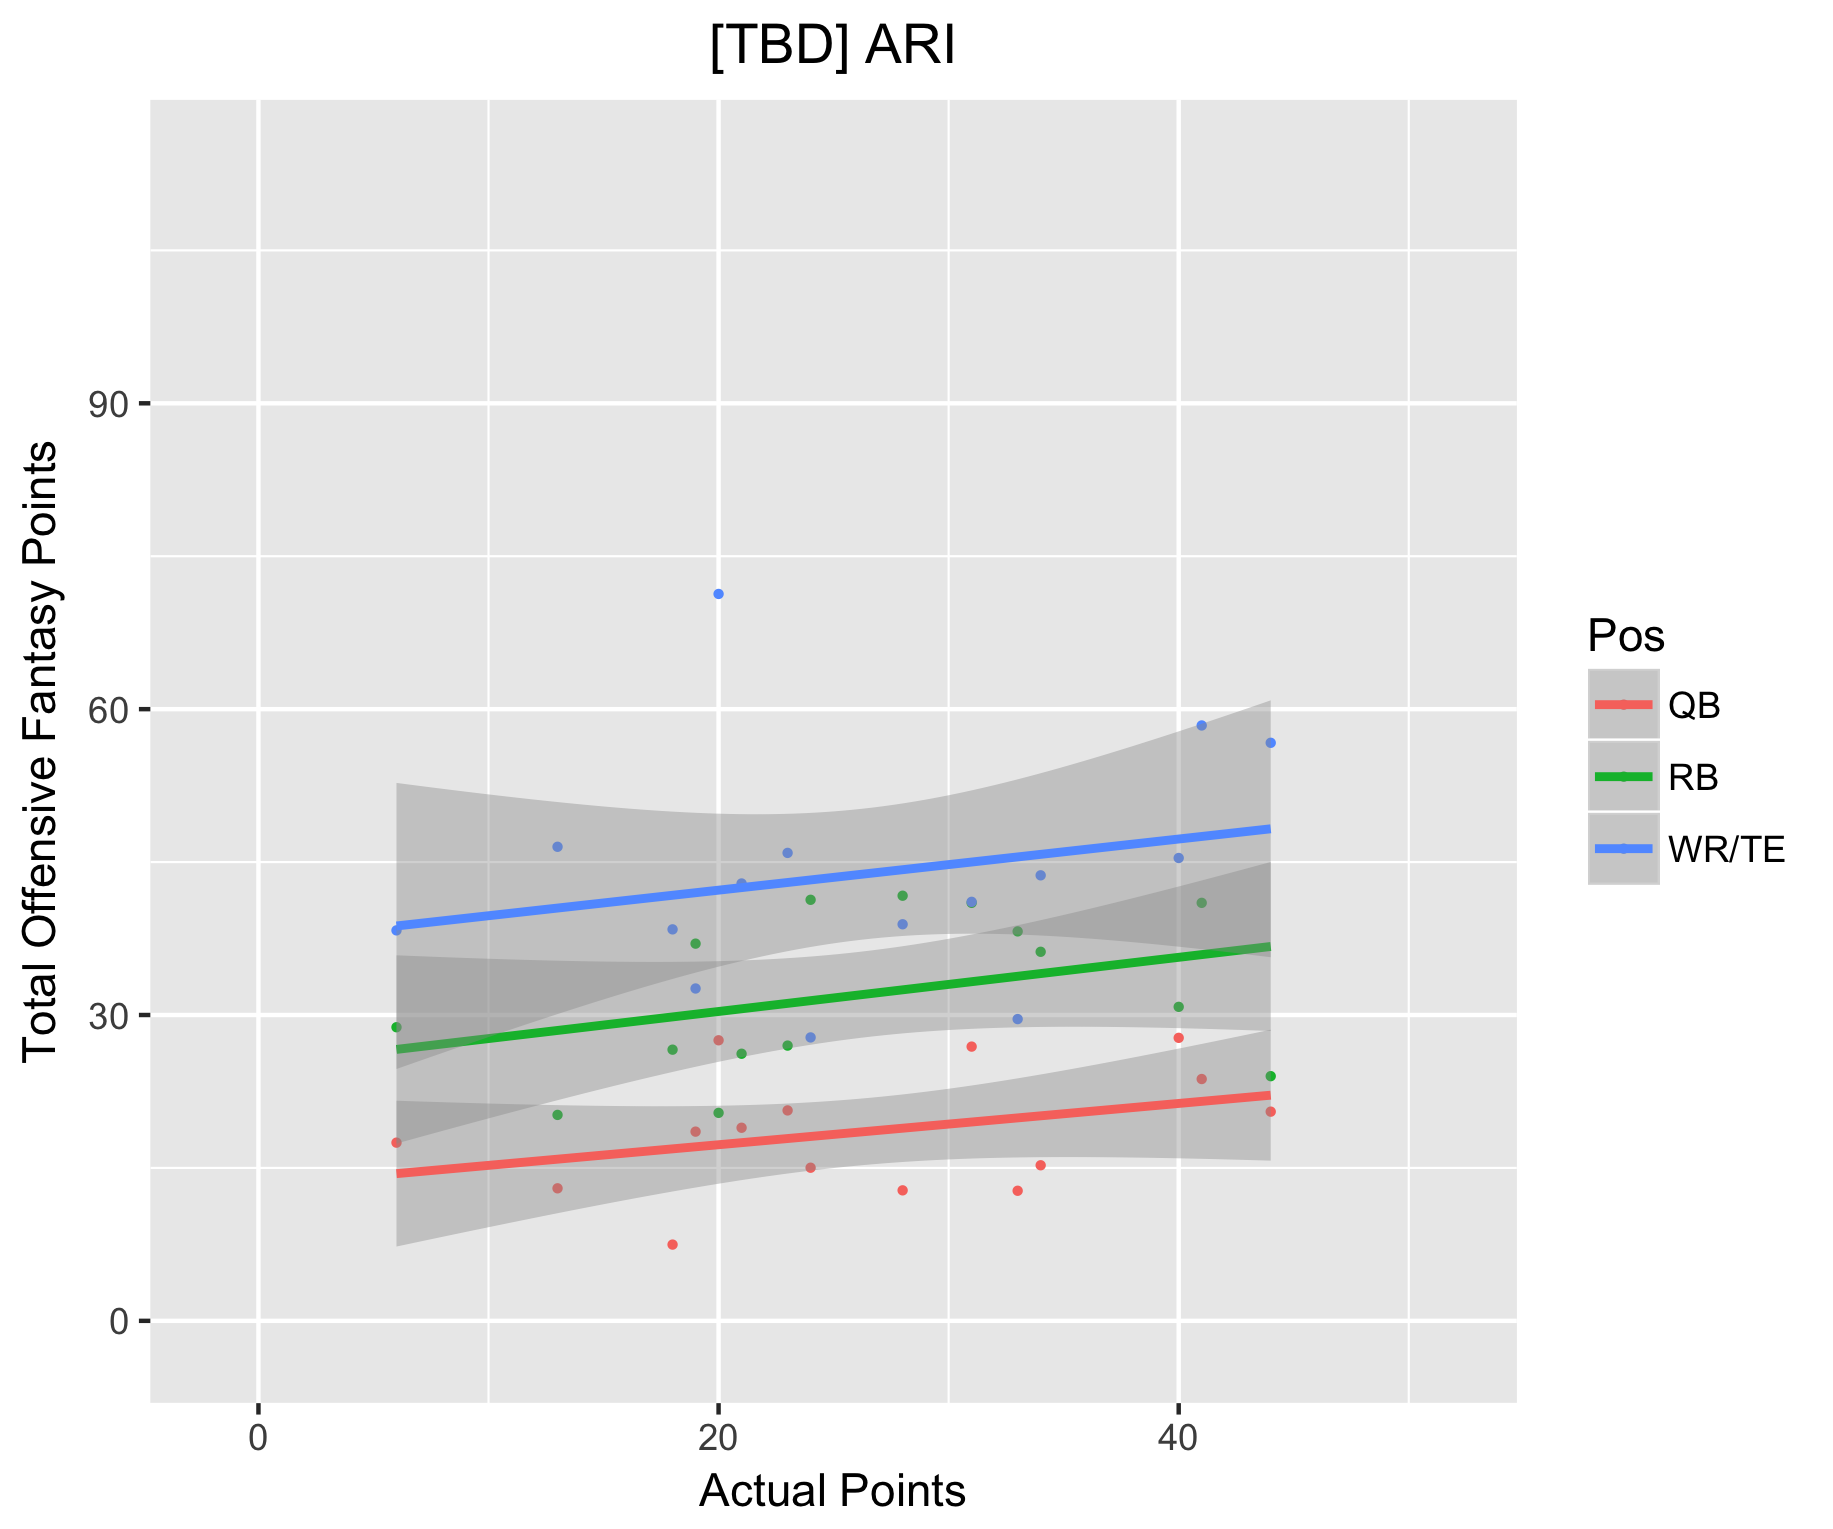 [TBD] ARI
Total Offensive Fantasy Points
90
60
30
0
0 20 40
Actual Points
Pos
QB
RB
WR/TE